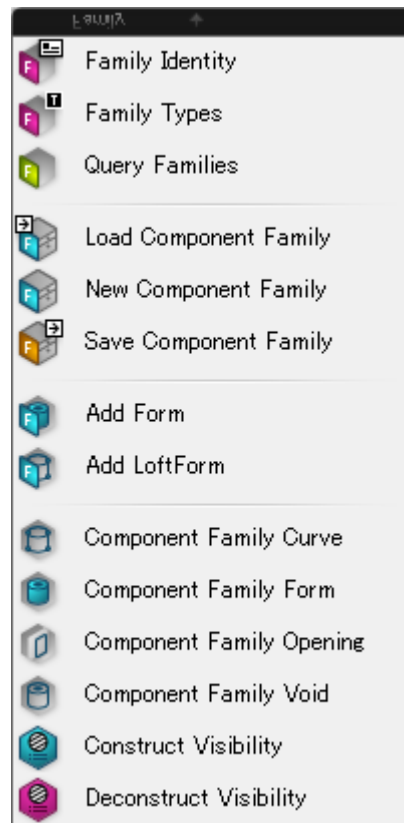 Family
Family Identity
Family Types
Query Families
Load Component Family
New Component Family
Save Component Family
Add Form
Add LoftForm
Component Family Curve
Component Family Form
Component Family Opening
Component Family Void
Construct Visibility
Deconstruct Visibility